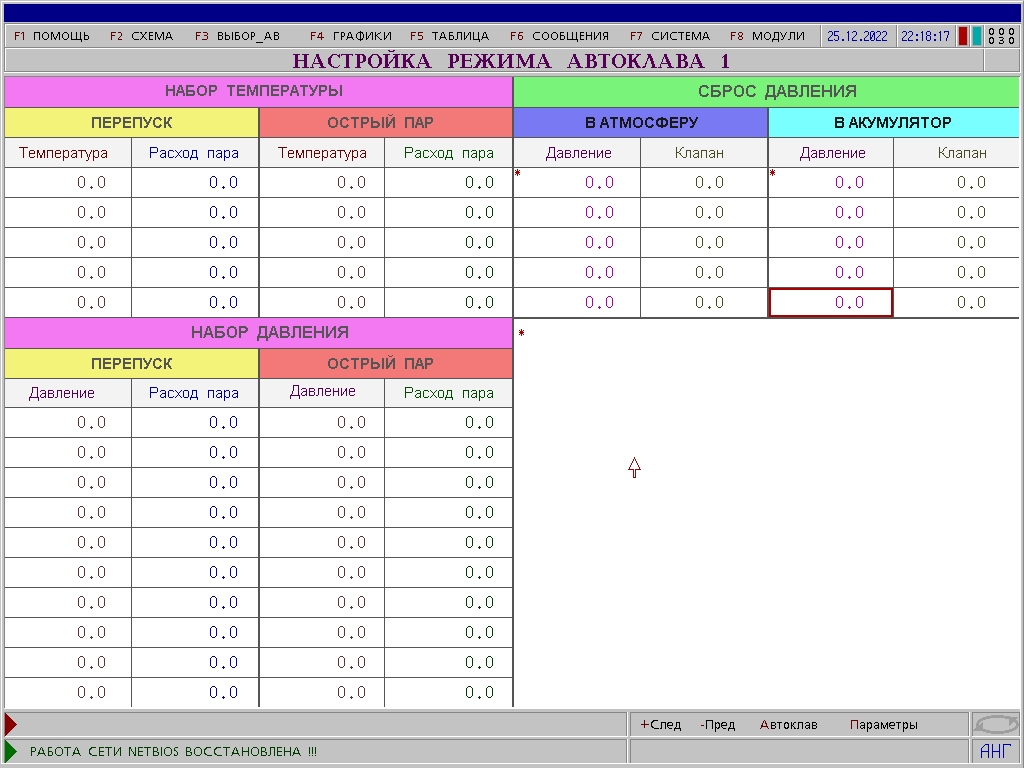 F1 ПОМОЩЬ F2 СХЕМА F3 ВЫБОР_АВ F4 ГРАФИКИ F5 ТАБЛИЦА F6 СООБЩЕНИЯ F7 СИСТЕМА F8 МОДУЛИ 25.12.2022 22:18:17 000
030
НАСТРОЙКА РЕЖИМА АВТОКЛАВА 1
НАБОР ТЕМПЕРАТУРЫ СБРОС ДАВЛЕНИЯ
ПЕРЕПУСК ОСТРЫЙ ПАР В АТМОСФЕРУ В АКУМУЛЯТОР
Температура Расход пара Температура Расход пара Давление Клапан Давление Клапан
0.0 0.0 0.0 0.0 * 0.0 0.0 * 0.0 0.0
0.0 0.0 0.0 0.0 0.0 0.0 0.0 0.0
0.0 0.0 0.0 0.0 0.0 0.0 0.0 0.0
0.0 0.0 0.0 0.0 0.0 0.0 0.0 0.0
0.0 0.0 0.0 0.0 0.0 0.0 0.0 0.0
НАБОР ДАВЛЕНИЯ *
ПЕРЕПУСК ОСТРЫЙ ПАР
Давление Расход пара Давление Расход пара
0.0 0.0 0.0 0.0
0.0 0.0 0.0 0.0
0.0 0.0 0.0 0.0
0.0 0.0 0.0 0.0
0.0 0.0 0.0 0.0
0.0 0.0 0.0 0.0
0.0 0.0 0.0 0.0
0.0 0.0 0.0 0.0
0.0 0.0 0.0 0.0
0.0 0.0 0.0 0.0
+След -Пред Автоклав Параметры
РАБОТА СЕТИ NETBIOS ВОССТАНОВЛЕНА !!! АНГ